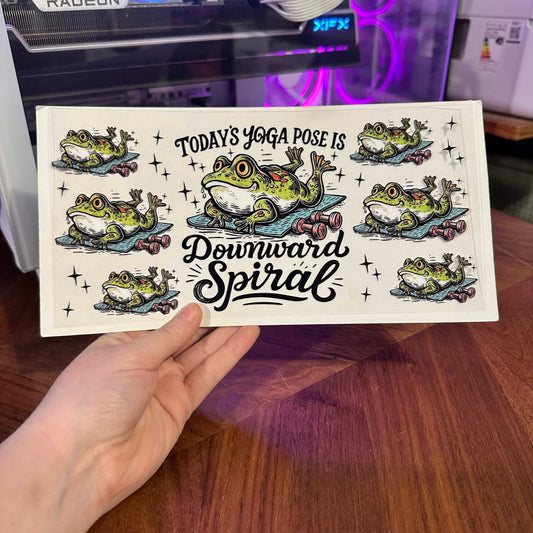 RADEON
XFX
TODAY'S YOGA POSE IS
Downward
Spiral